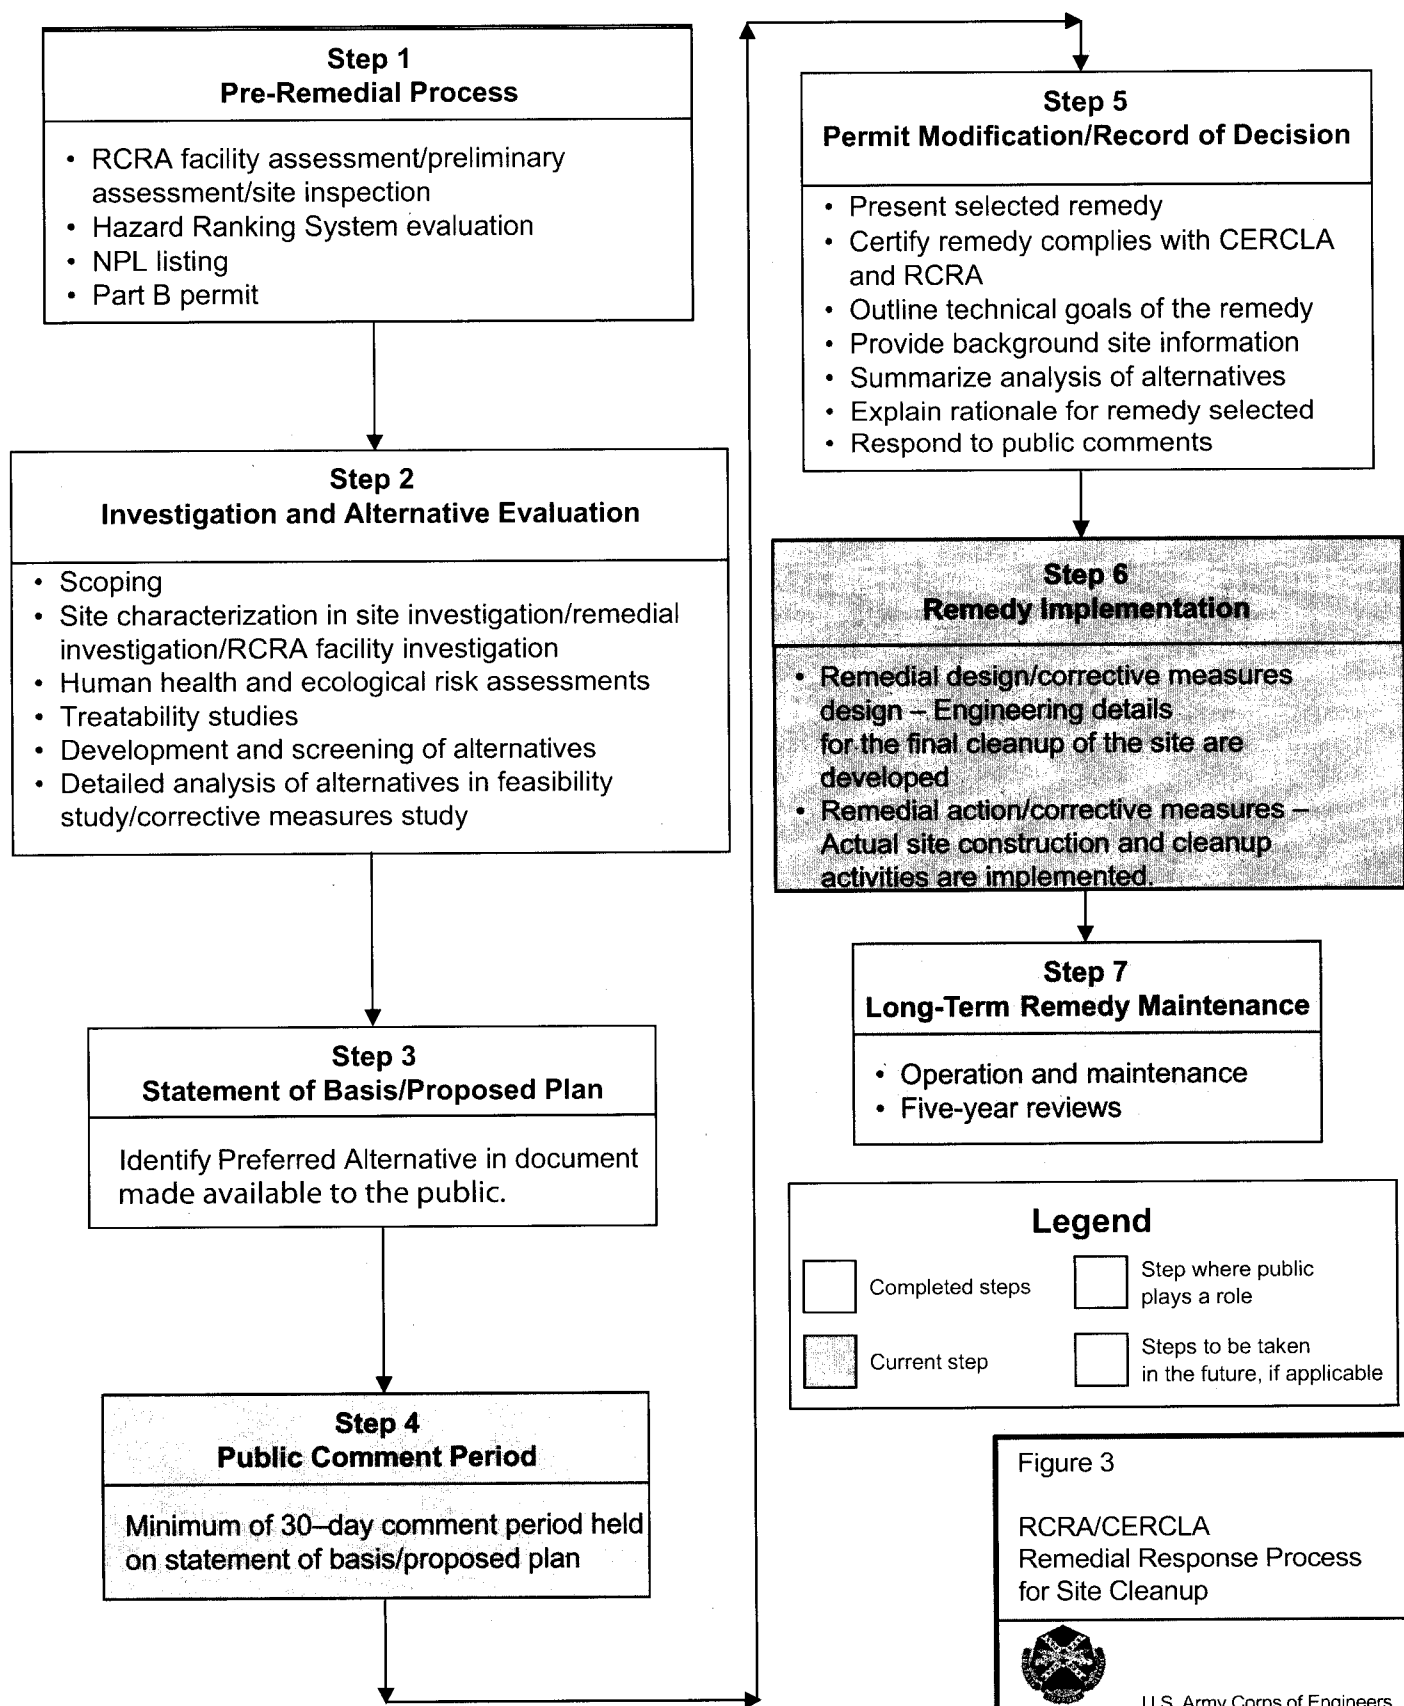 Step 1
Pre-Remedial Process
• RCRA facility assessment/preliminary
assessment/site inspection
• Hazard Ranking System evaluation
• NPL listing
• Part B permit
Step 2
Investigation and Alternative Evaluation
• Scoping
• Site characterization in site investigation/remedial
investigation/RCRA facility investigation
• Human health and ecological risk assessments
• Treatability studies
• Development and screening of alternatives
• Detailed analysis of alternatives in feasibility
study/corrective measures study
Step 3
Statement of Basis/Proposed Plan
Identify Preferred Alternative in document
made available to the public.
Step 4
Public Comment Period
Minimum of 30–day comment period held
on statement of basis/proposed plan
Step 5
Permit Modification/Record of Decision
• Present selected remedy
• Certify remedy complies with CERCLA
and RCRA
• Outline technical goals of the remedy
• Provide background site information
• Summarize analysis of alternatives
• Explain rationale for remedy selected
• Respond to public comments
Step 6
Remedy Implementation
• Remedial design/corrective measures
design – Engineering details
for the final cleanup of the site are
developed
• Remedial action/corrective measures –
Actual site construction and cleanup
activities are implemented.
Step 7
Long-Term Remedy Maintenance
• Operation and maintenance
• Five-year reviews
Legend
Completed steps
Step where public
plays a role
Current step
Steps to be taken
in the future, if applicable
Figure 3
RCRA/CERCLA
Remedial Response Process
for Site Cleanup
U.S. Army Corps of Engineers